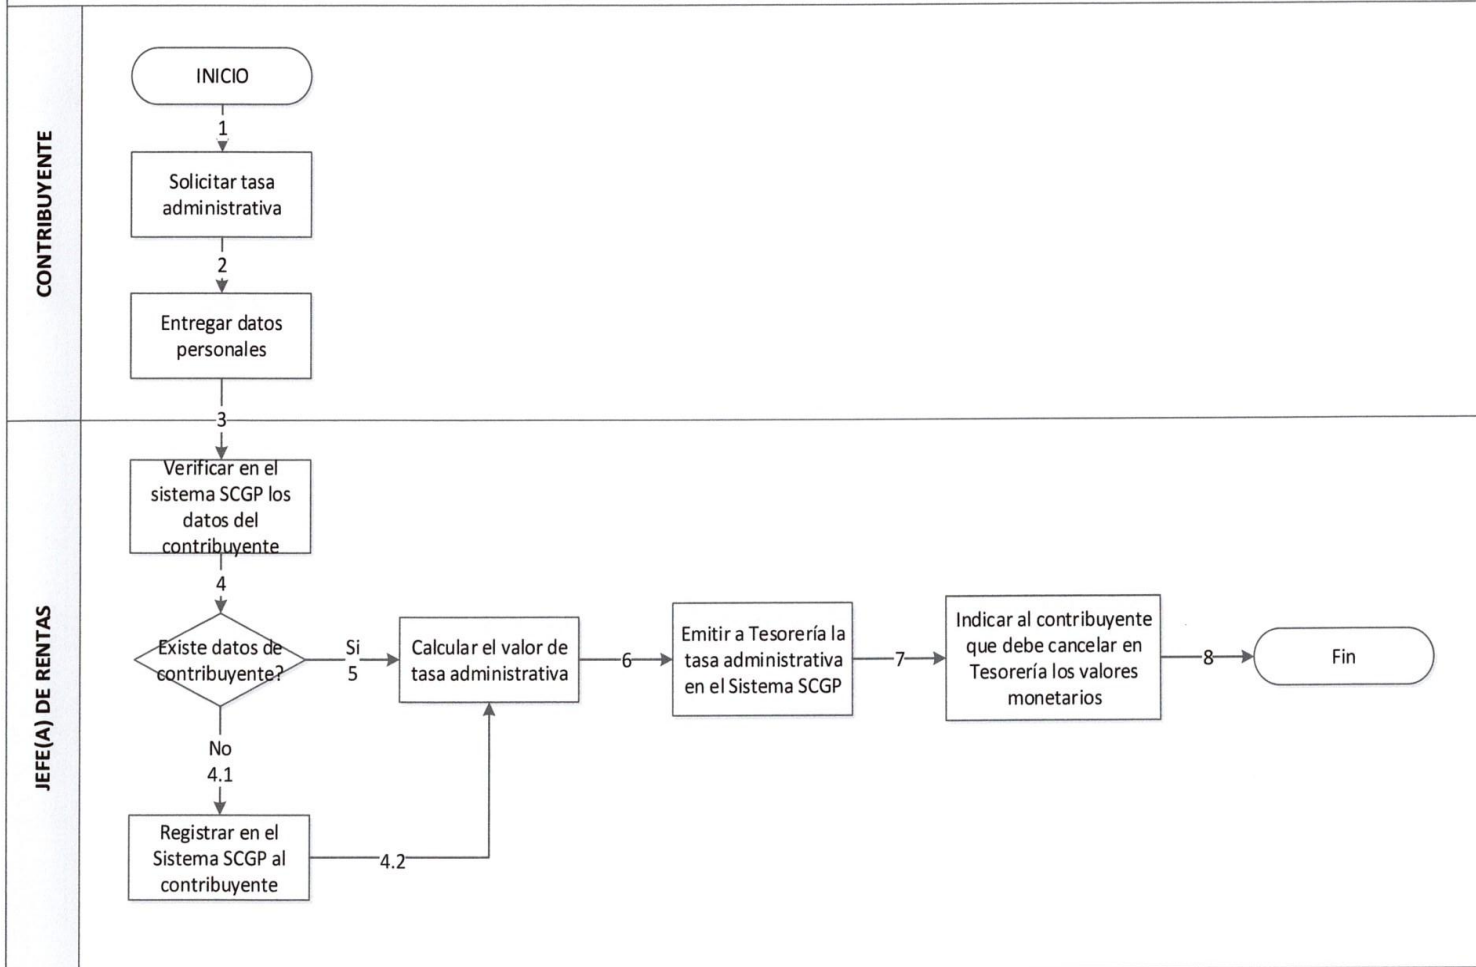 CONTRIBUYENTE
INICIO
1
Solicitar tasa
administrativa
2
Entregar datos
personales
3
JEFE(A) DE RENTAS
Verificar en el
sistema SCGP los
datos del
contribuyente
4
Existe datos de
contribuyente?
Si
5
Calcular el valor de
tasa administrativa
6
Emitir a Tesorería la
tasa administrativa
en el Sistema SCGP
7
Indicar al contribuyente
que debe cancelar en
Tesorería los valores
monetarios
8
Fin
No
4.1
Registrar en el
Sistema SCGP al
contribuyente
4.2